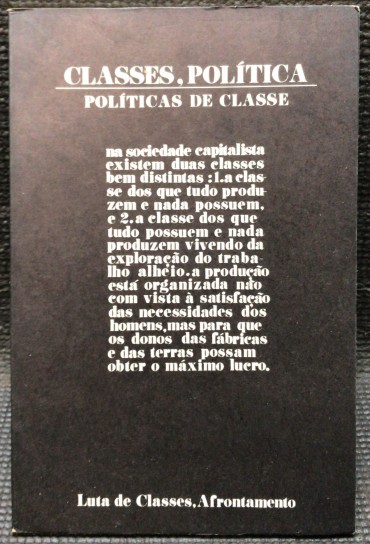 CLASSES, POLÍTICA
POLÍTICAS DE CLASSE
na sociedade capitalista
existem duas classes
bem distintas :1.a clas-
se dos que tudo produ-
zem e nada possuem,
e 2.a classe dos que
tudo possuem e nada
produzem vivendo da
exploração do traba-
lho alheio.a produção
está organizada não
com vista à satisfação
das necessidades dos
homens,mas para que
os donos das fábricas
e das terras possam
obter o máximo lucro.
Luta de Classes, Afrontamento